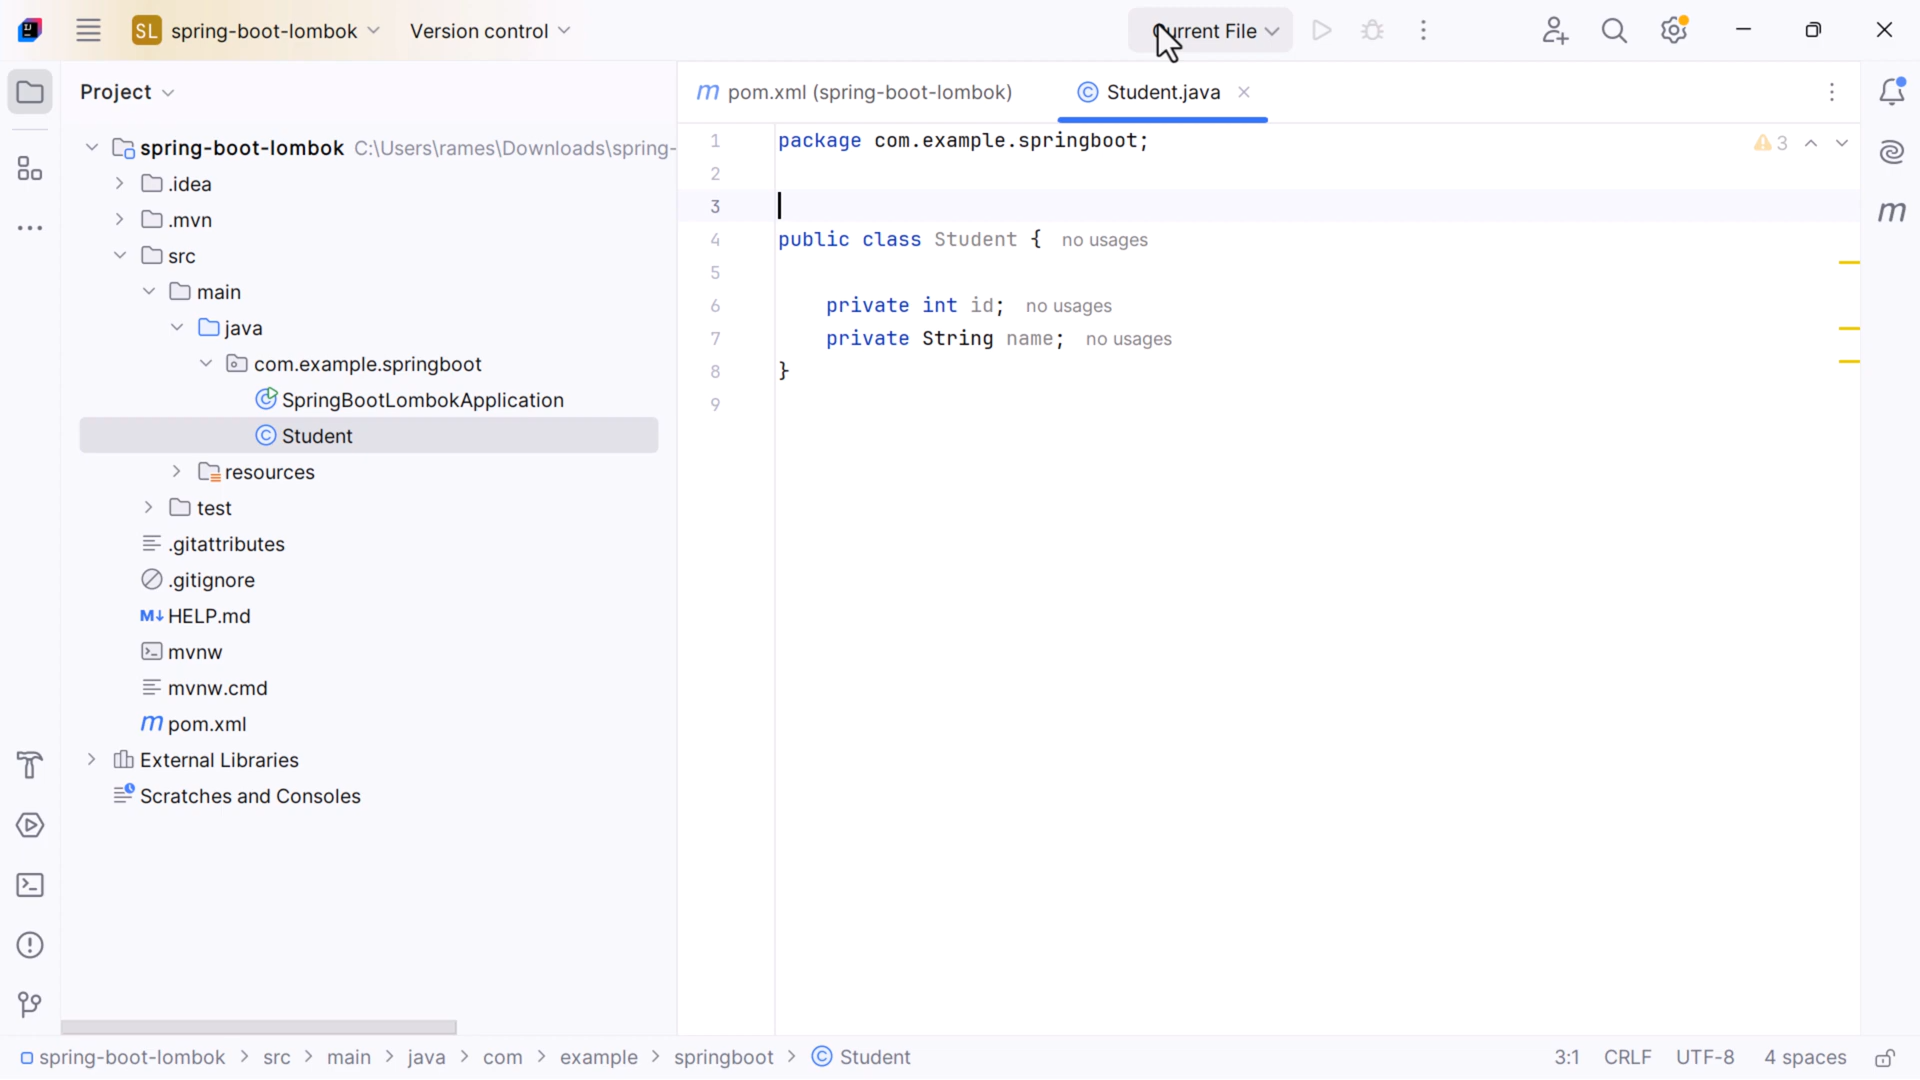 SL spring-boot-lombok Version control
urrent File
Project
m pom.xml (spring-boot-lombok) Student.java
spring-boot-lombok C:\Users\rames\Downloads\spring-
.idea
.mvn
src
main
java
com.example.springboot
SpringBootLombokApplication
Student
resources
test
.gitattributes
.gitignore
M↓ HELP.md
mvnw
mvnw.cmd
m pom.xml
External Libraries
Scratches and Consoles
1 package com.example.springboot;
2
3
4 public class Student { no usages
5
6 private int id; no usages
7 private String name; no usages
8 }
9
3
m
spring-boot-lombok > src > main > java > com > example > springboot > Student
3:1 CRLF UTF-8 4 spaces